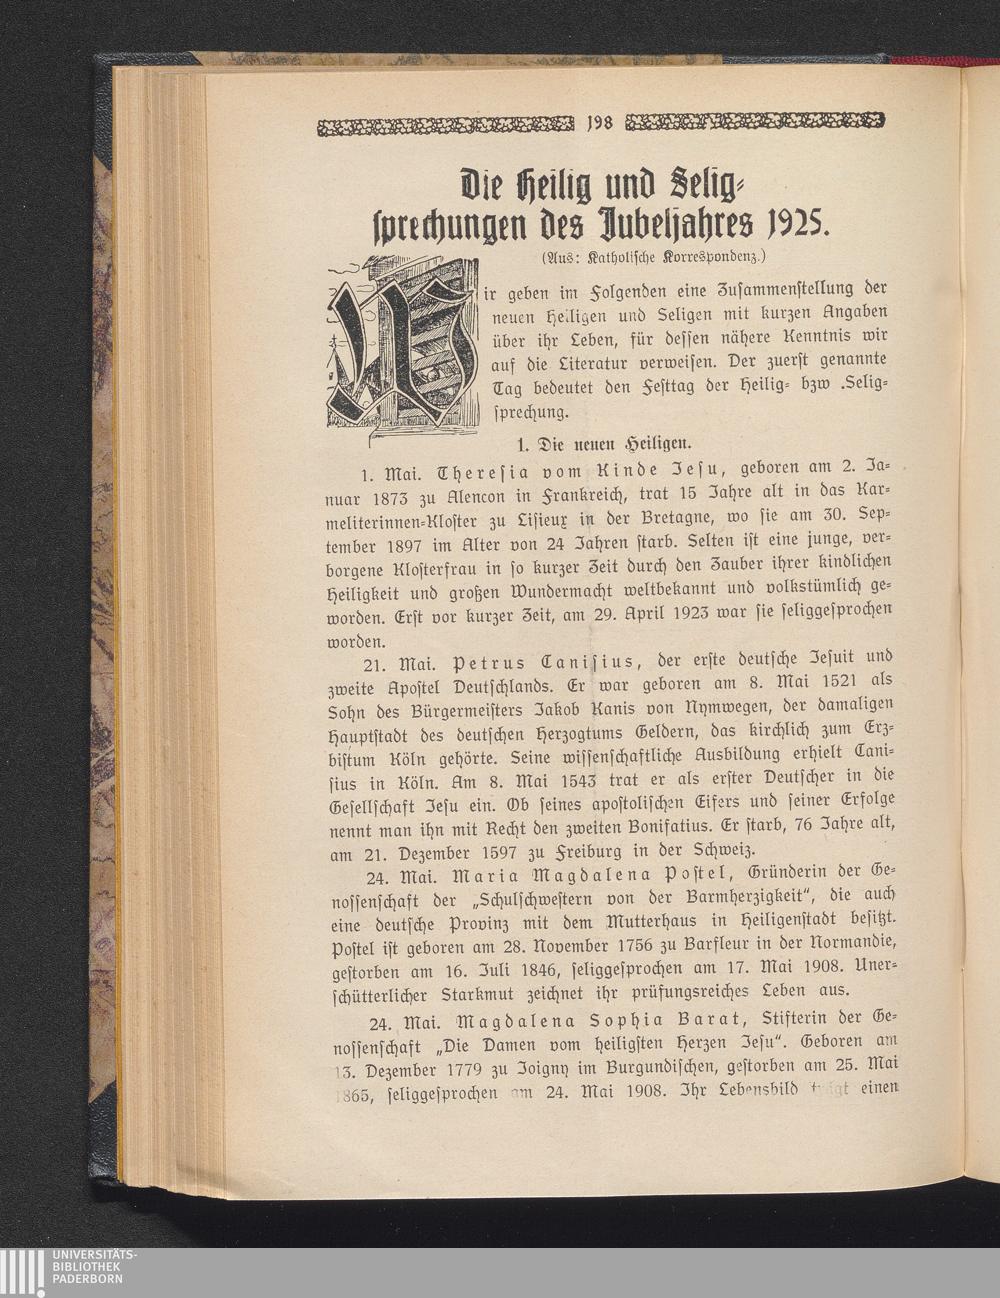 198
Die Heilig und Selig-
sprechungen des Jubeljahres 1925.
(Aus: Katholische Korrespondenz.)
Wir geben im Folgenden eine Zusammenstellung der
neuen Heiligen und Seligen mit kurzen Angaben
über ihr Leben, für dessen nähere Kenntnis wir
auf die Literatur verweisen. Der zuerst genannte
Tag bedeutet den Festtag der Heilig- bzw .Selig-
sprechung.
1. Die neuen Heiligen.
1. Mai. Theresia vom Kinde Jesu, geboren am 2. Ja-
nuar 1873 zu Alencon in Frankreich, trat 15 Jahre alt in das Kar-
meliterinnen-Kloster zu Lisieux in der Bretagne, wo sie am 30. Sep-
tember 1897 im Alter von 24 Jahren starb. Selten ist eine junge, ver-
borgene Klosterfrau in so kurzer Zeit durch den Zauber ihrer kindlichen
Heiligkeit und großen Wundermacht weltbekannt und volkstümlich ge-
worden. Erst vor kurzer Zeit, am 29. April 1923 war sie seliggesprochen
worden.
21. Mai. Petrus Canisius, der erste deutsche Jesuit und
zweite Apostel Deutschlands. Er war geboren am 8. Mai 1521 als
Sohn des Bürgermeisters Jakob Kanis von Nymwegen, der damaligen
Hauptstadt des deutschen Herzogtums Geldern, das kirchlich zum Erz-
bistum Köln gehörte. Seine wissenschaftliche Ausbildung erhielt Cani-
sius in Köln. Am 8. Mai 1543 trat er als erster Deutscher in die
Gesellschaft Jesu ein. Ob seines apostolischen Eifers und seiner Erfolge
nennt man ihn mit Recht den zweiten Bonifatius. Er starb, 76 Jahre alt,
am 21. Dezember 1597 zu Freiburg in der Schweiz.
24. Mai. Maria Magdalena Postel, Gründerin der Ge-
nossenschaft der „Schulschwestern von der Barmherzigkeit“, die auch
eine deutsche Provinz mit dem Mutterhaus in Heiligenstadt besitzt.
Postel ist geboren am 28. November 1756 zu Barfleur in der Normandie,
gestorben am 16. Juli 1846, seliggesprochen am 17. Mai 1908. Uner-
schütterlicher Starkmut zeichnet ihr prüfungsreiches Leben aus.
24. Mai. Magdalena Sophia Barat, Stifterin der Ge-
nossenschaft „Die Damen vom heiligsten Herzen Jesu“. Geboren am
13. Dezember 1779 zu Joigny im Burgundischen, gestorben am 25. Mai
1865, seliggesprochen am 24. Mai 1908. Ihr Lebensbild trägt einen
UNIVERSITÄTS-
BIBLIOTHEK
PADERBORN